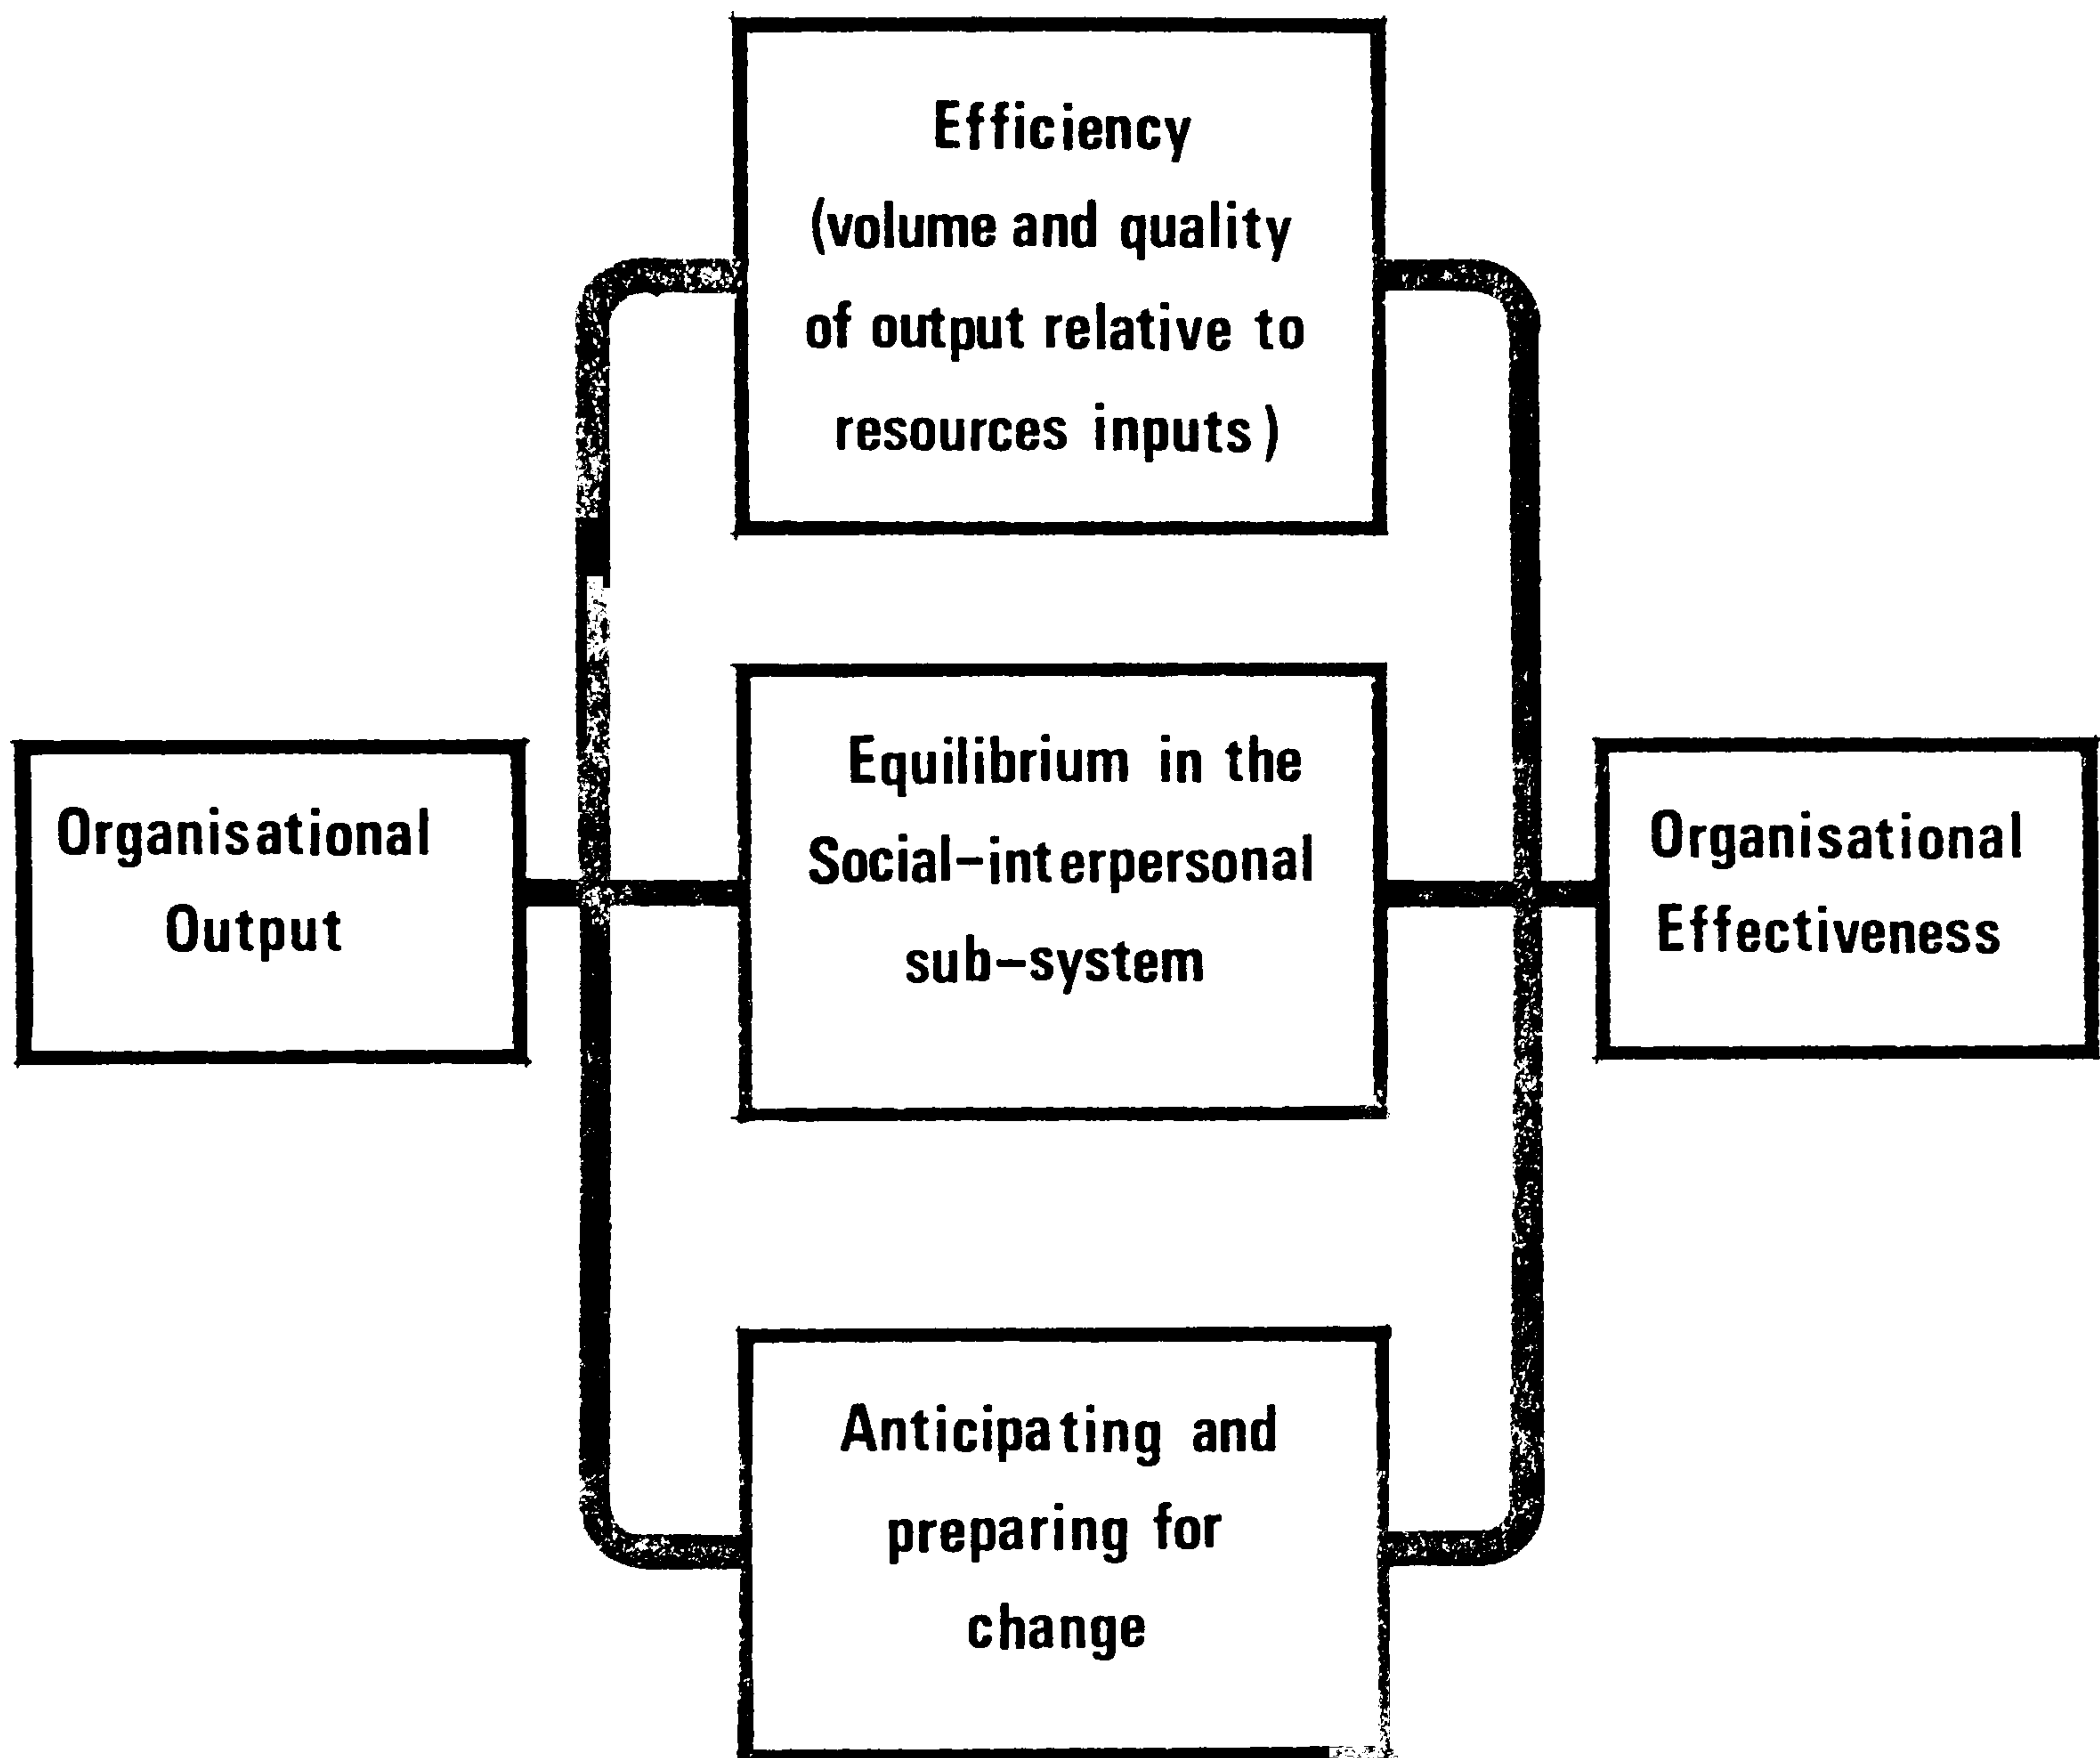 Efficiency
(volume and quality
of output relative to
resources inputs)
Organisational
Output
Equilibrium in the
Social-interpersonal
sub-system
Organisational
Effectiveness
Anticipating and
preparing for
change